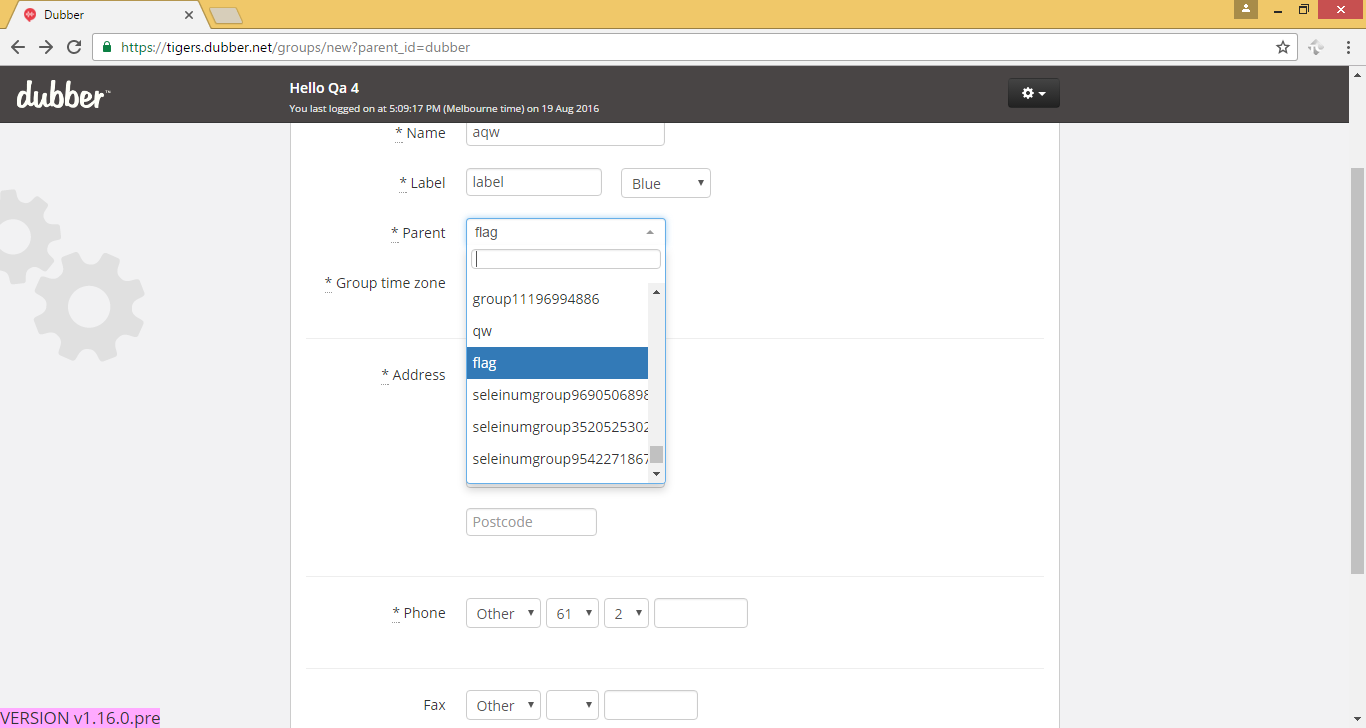 Dubber
https://tigers.dubber.net/groups/new?parent_id=dubber
dubber™
Hello Qa 4
You last logged on at 5:09:17 PM (Melbourne time) on 19 Aug 2016
* Name aqw
* Label label Blue
* Parent flag
* Group time zone
group11196994886
qw
flag
* Address
seleinumgroup9690506898
seleinumgroup3520525302
seleinumgroup9542271867
Postcode
* Phone Other 61 2
Fax Other
VERSION v1.16.0.pre